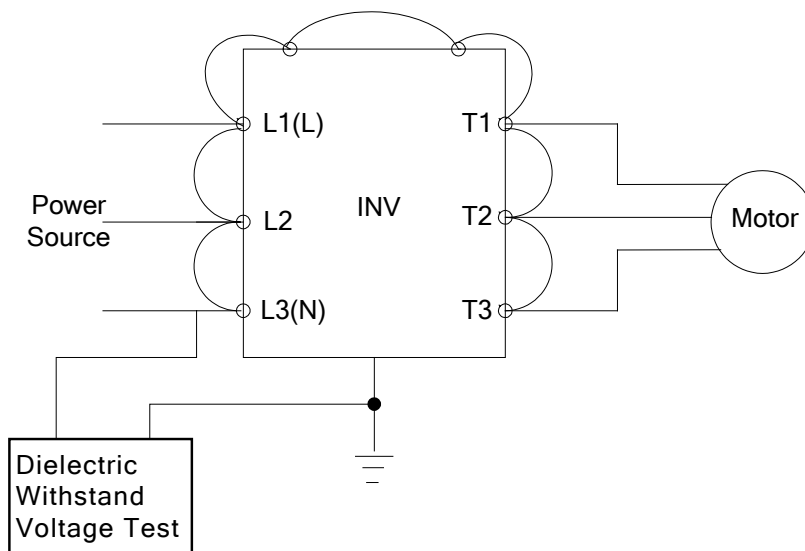 L1(L)
T1
Power
Source
L2
INV
T2
Motor
L3(N)
T3
Dielectric
Withstand
Voltage Test